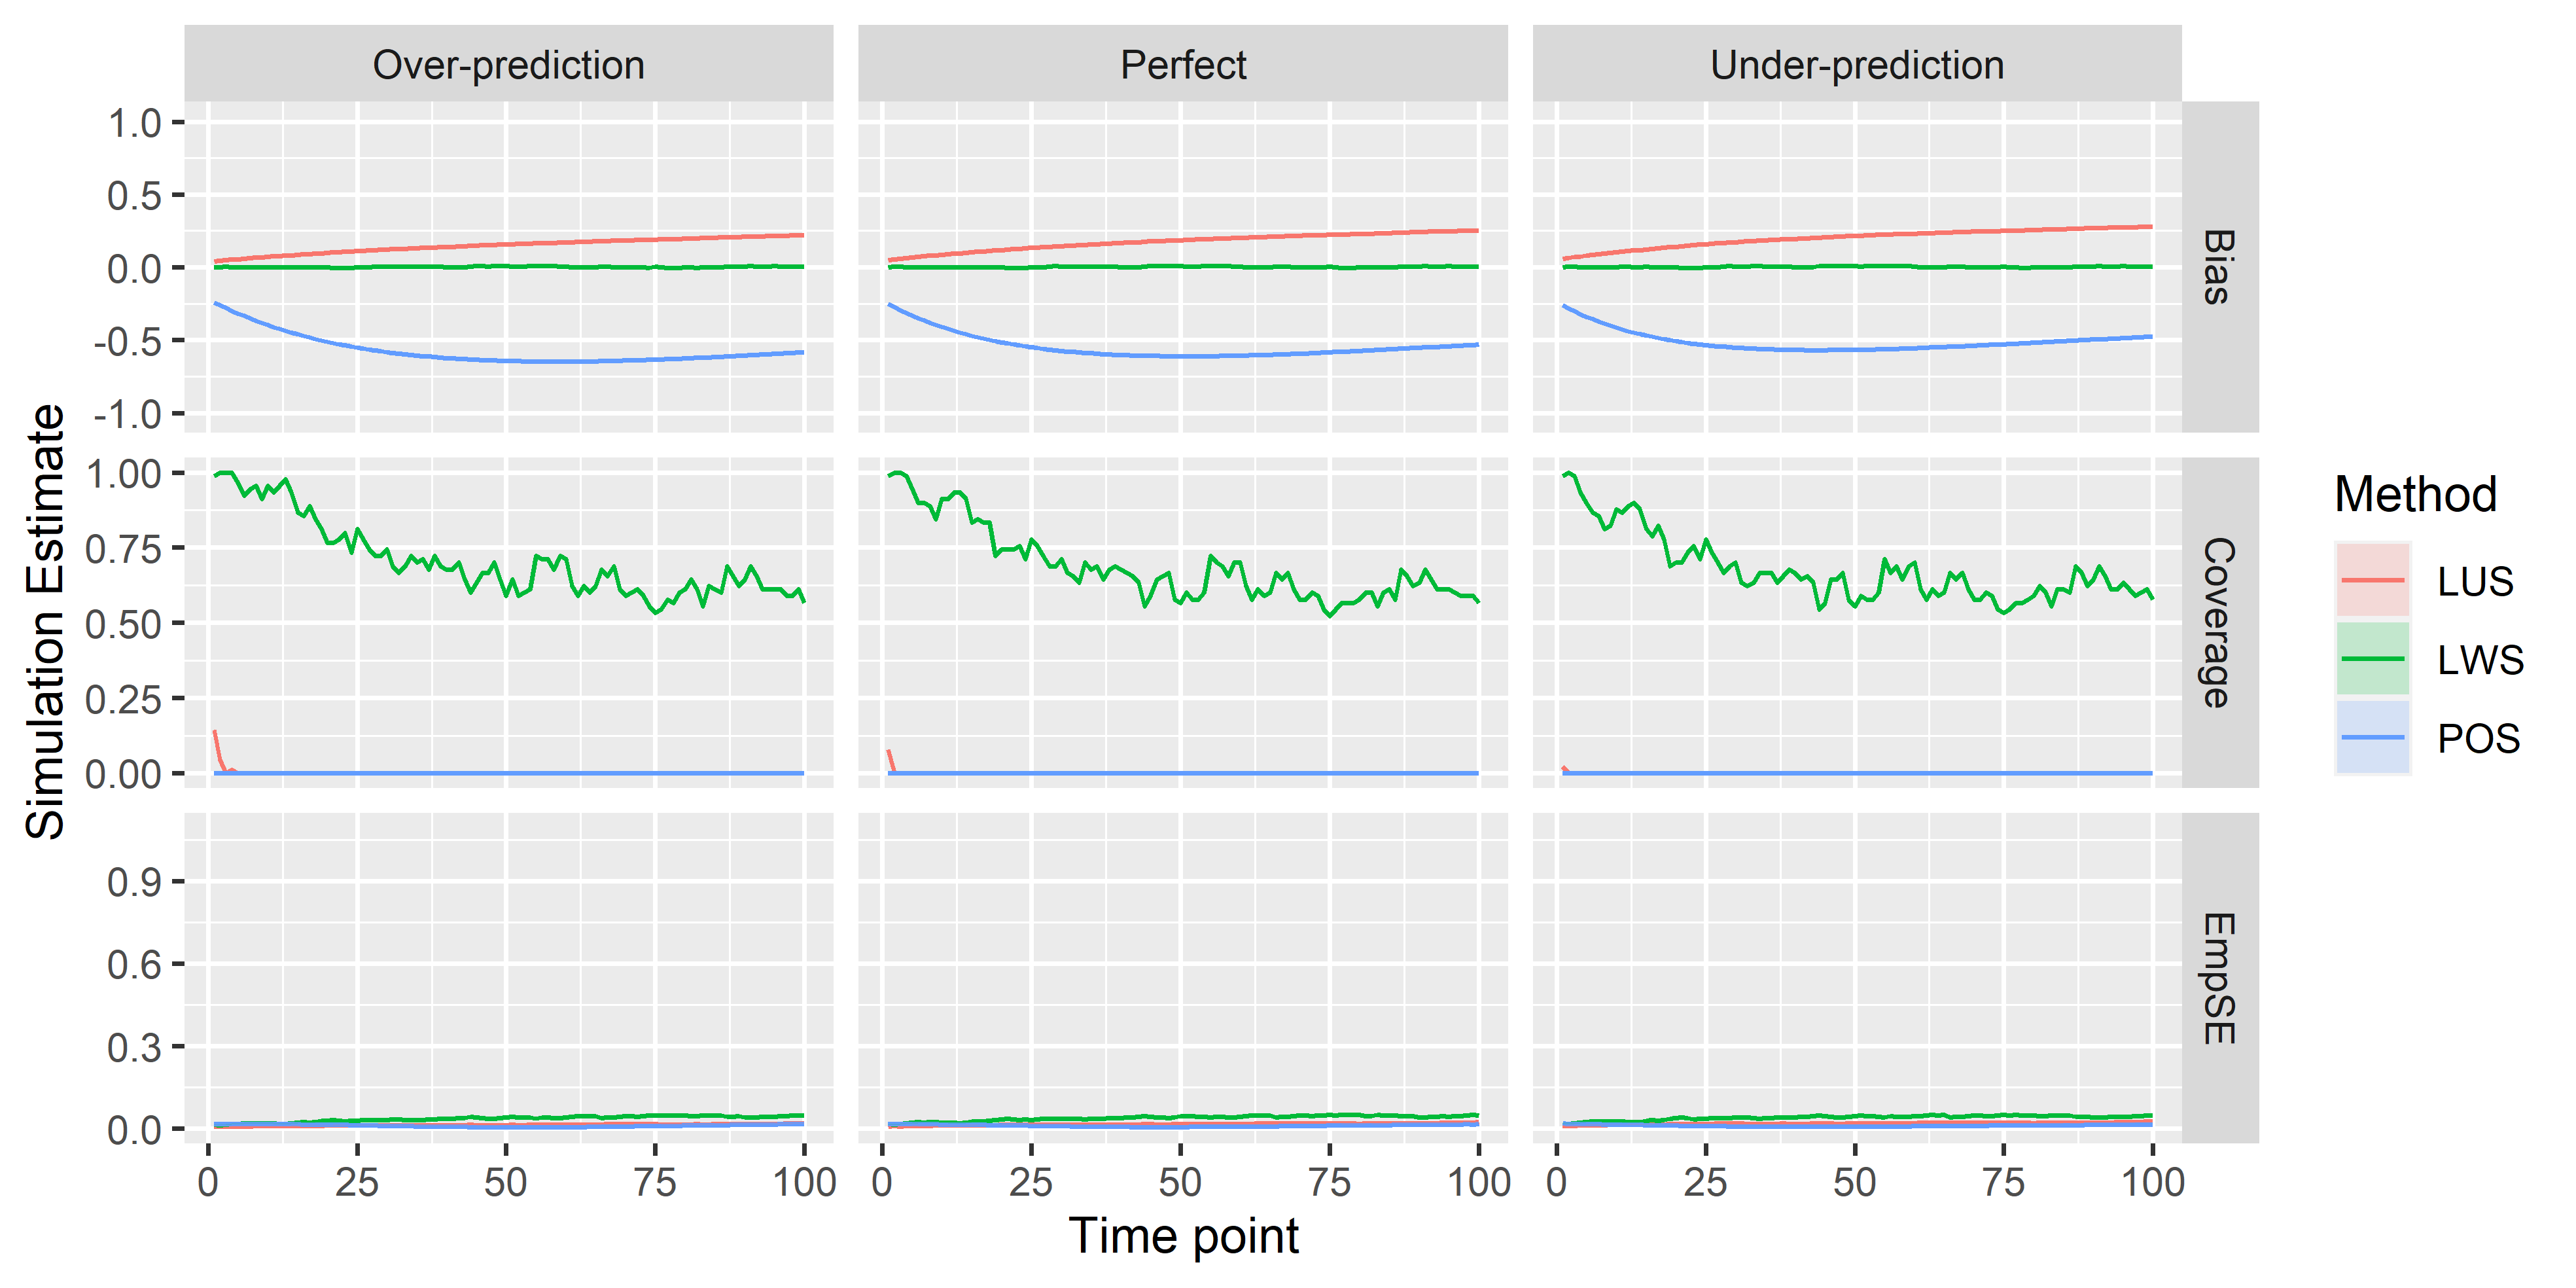 Over-prediction
Perfect
Under-prediction
1.0
0.5
0.0
-0.5
-1.0
Bias
1.00
0.75
0.50
0.25
0.00
Coverage
0.9
0.6
0.3
0.0
EmpSE
0 25 50 75 100
0 25 50 75 100
0 25 50 75 100
Time point
Simulation Estimate
Method
LUS
LWS
POS